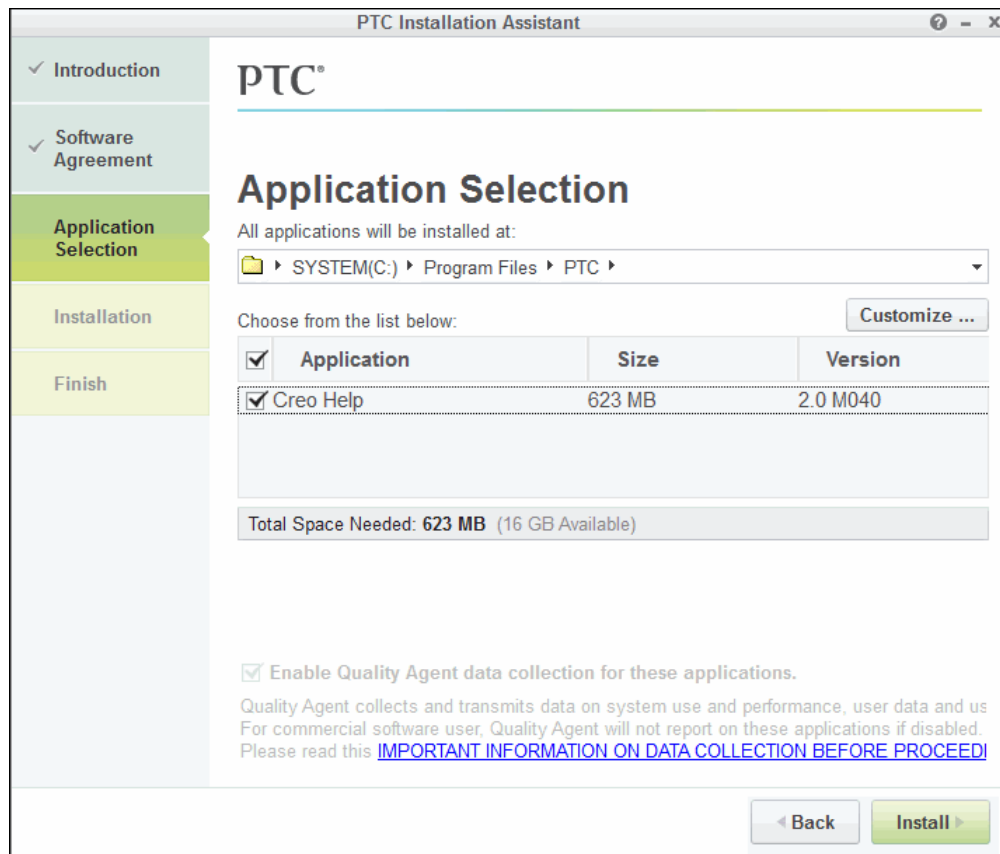 PTC Installation Assistant
Introduction
Software
Agreement
Application
Selection
Installation
Finish
PTC®
Application Selection
All applications will be installed at:
SYSTEM(C:) Program Files PTC
Choose from the list below:
Customize ...
Application Size Version
Creo Help 623 MB 2.0 M040
Total Space Needed: 623 MB (16 GB Available)
Enable Quality Agent data collection for these applications.
Quality Agent collects and transmits data on system use and performance, user data and us
For commercial software user, Quality Agent will not report on these applications if disabled.
Please read this IMPORTANT INFORMATION ON DATA COLLECTION BEFORE PROCEEDI
Back
Install